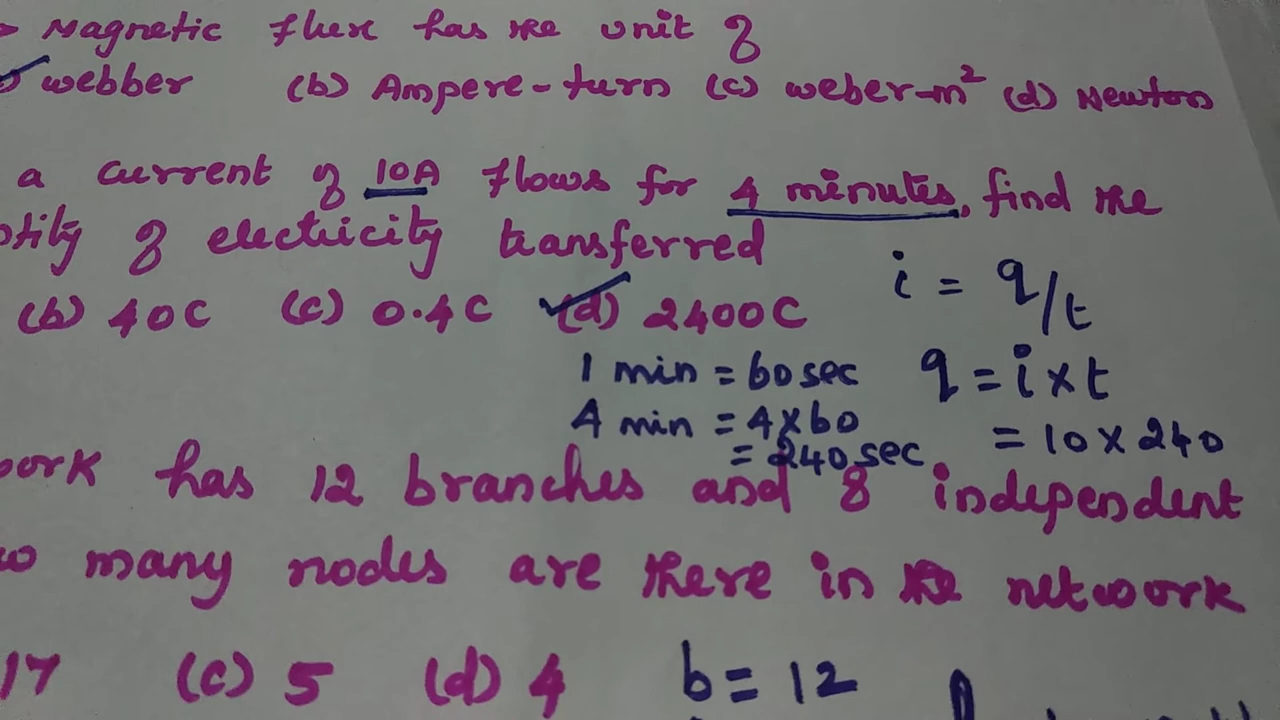 Magnetic flux has the unit of
webber (b) Ampere-turn (c) weber-m² (d) Newton
a current of 10A flows for 4 minutes, find the
electricity transferred
(b) 40C (c) 0.4C (d) 2400C
i = q/t
1 min = 60 sec
q = i x t
4 min = 4 x 60
= 10 x 240
= 240 sec
has 12 branches and 8 independent
many nodes are there in the network
17 (c) 5 (d) 4
b = 12